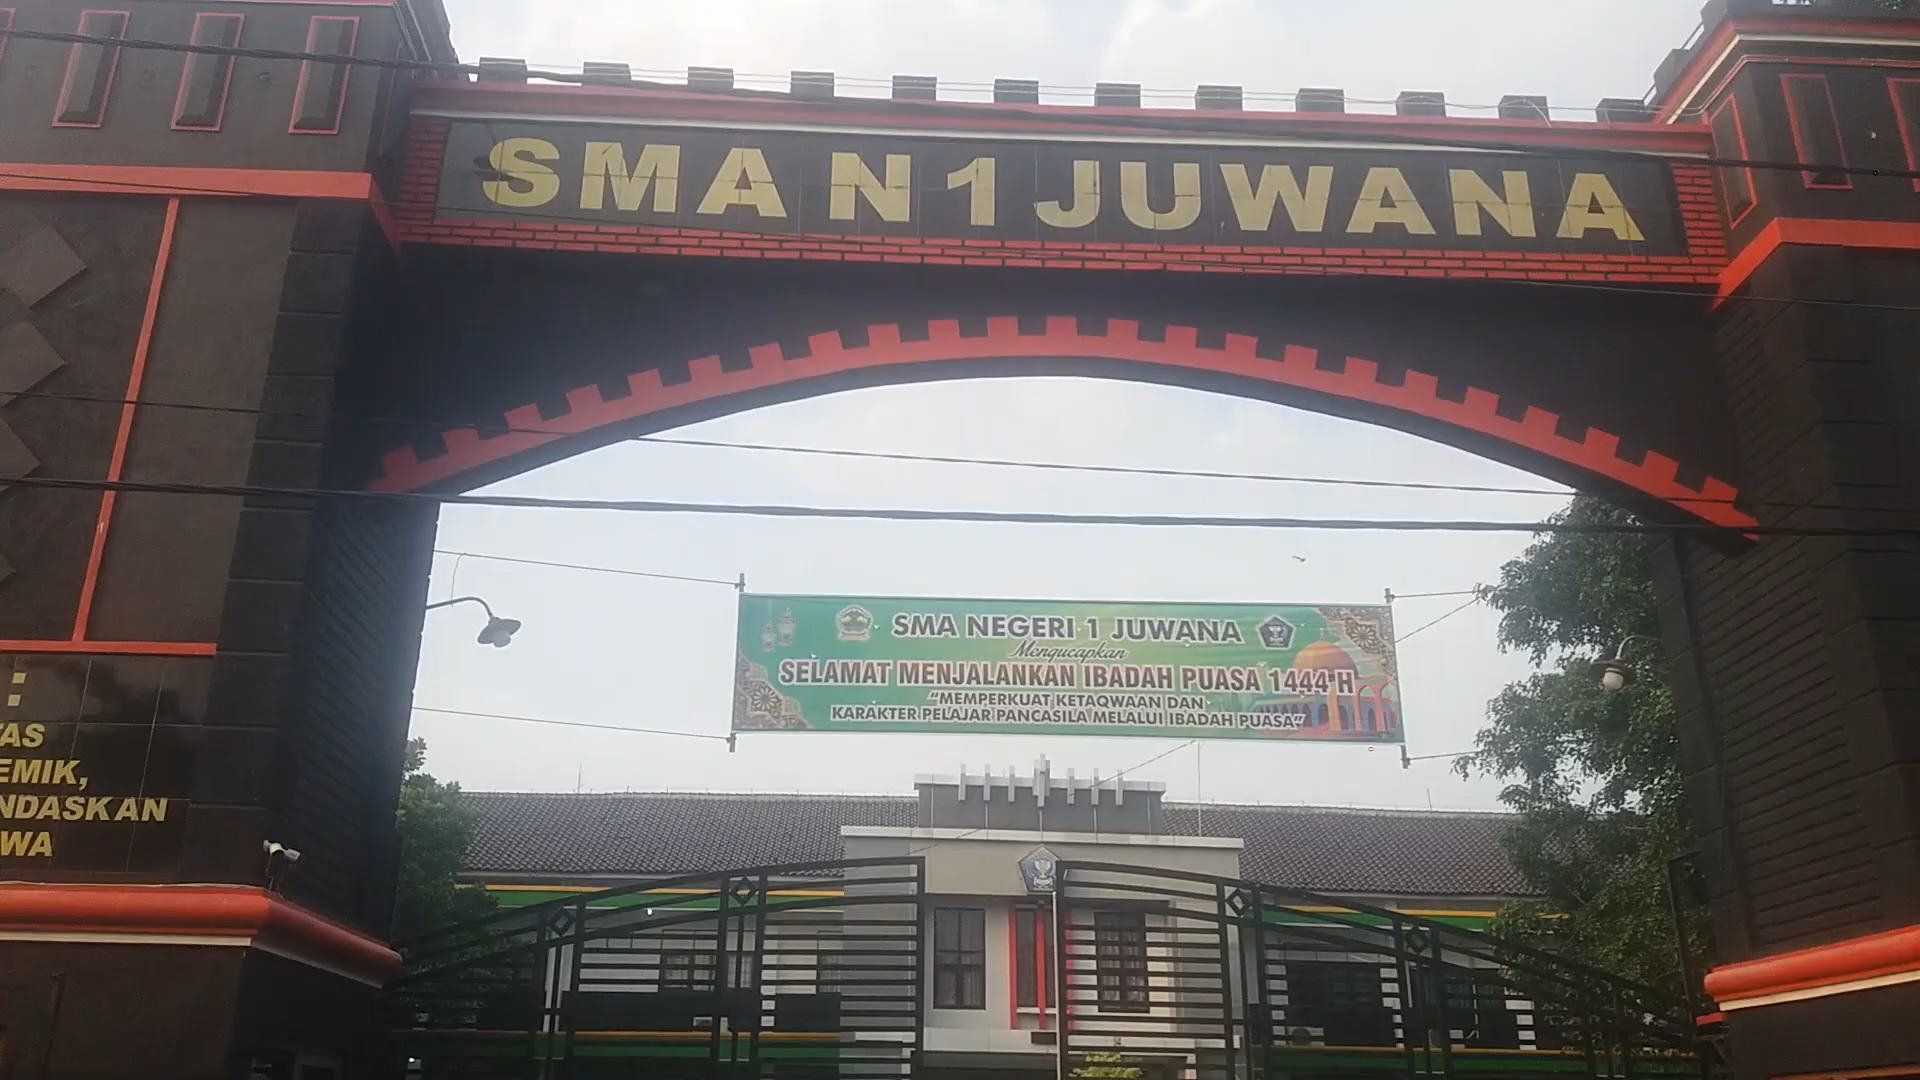 SMA N 1 JUWANA
SMA NEGERI 1 JUWANA
Mengucapkan
SELAMAT MENJALANKAN IBADAH PUASA 1444 H
“MEMPERKUAT KETAQWAAN DAN
KARAKTER PELAJAR PANCASILA MELALUI IBADAH PUASA”
:
TAS
EMIK,
NDASKAN
WA